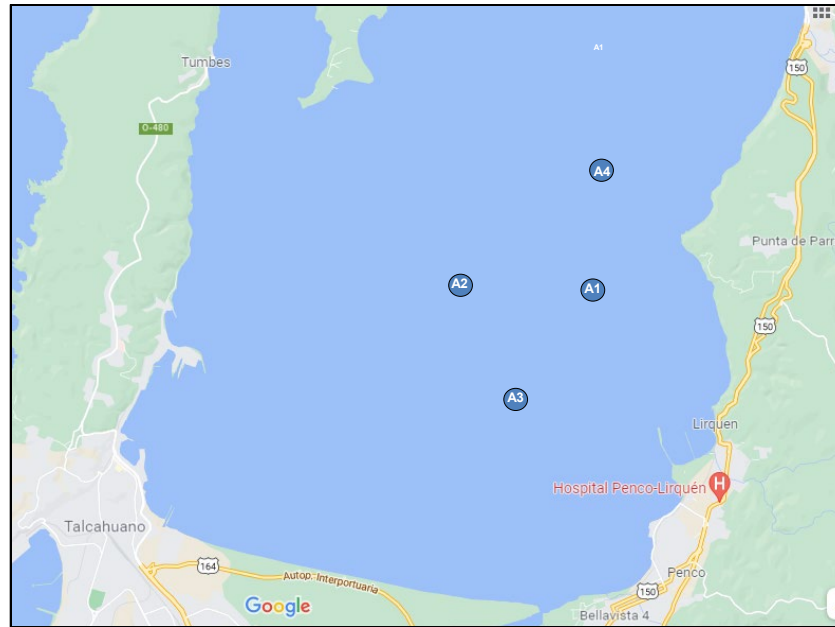 A1
Tumbes
150
O-480
A4
Punta de Parr
A2
A1
150
A3
Lirquen
Hospital Penco-Lirquén
H
Talcahuano
164
Autop. Interportuaria
Penco
150
Google
Bellavista 4